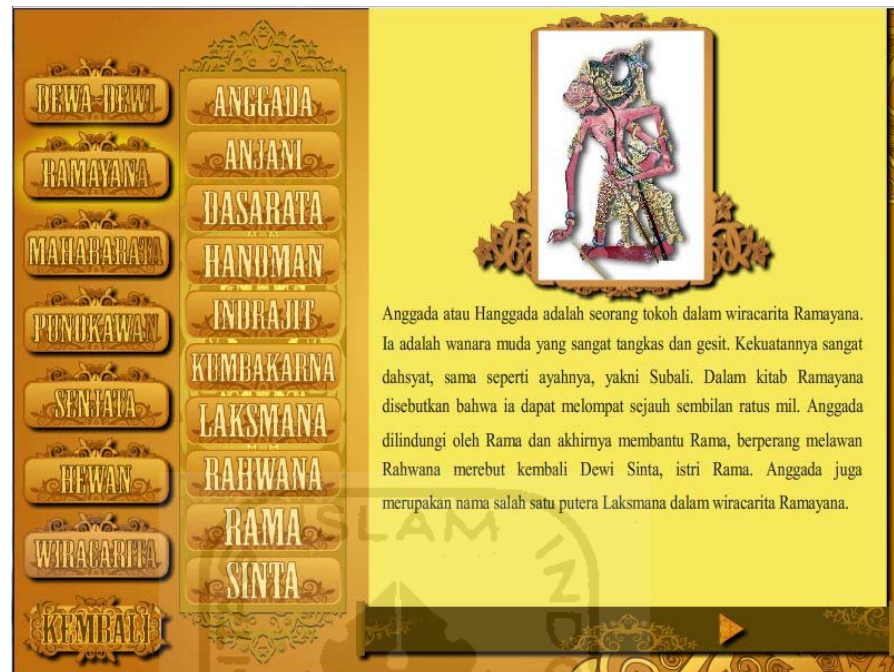 DEWA-DEWI
RAMAYANA
MAHABARATA
PUNOKAWAN
SENJATA
HEWAN
WIRACARITA
KEMBALI
ANGGADA
ANJANI
DASARATA
HANOMAN
INDRAJIT
KUMBAKARNA
LAKSMANA
RAHWANA
RAMA
SINTA
Anggada atau Hanggada adalah seorang tokoh dalam wiracarita Ramayana.
Ia adalah wanara muda yang sangat tangkas dan gesit. Kekuatannya sangat
dahsyat, sama seperti ayahnya, yakni Subali. Dalam kitab Ramayana
disebutkan bahwa ia dapat melompat sejauh sembilan ratus mil. Anggada
dilindungi oleh Rama dan akhirnya membantu Rama, berperang melawan
Rahwana merebut kembali Dewi Sinta, istri Rama. Anggada juga
merupakan nama salah satu putera Laksmana dalam wiracarita Ramayana.